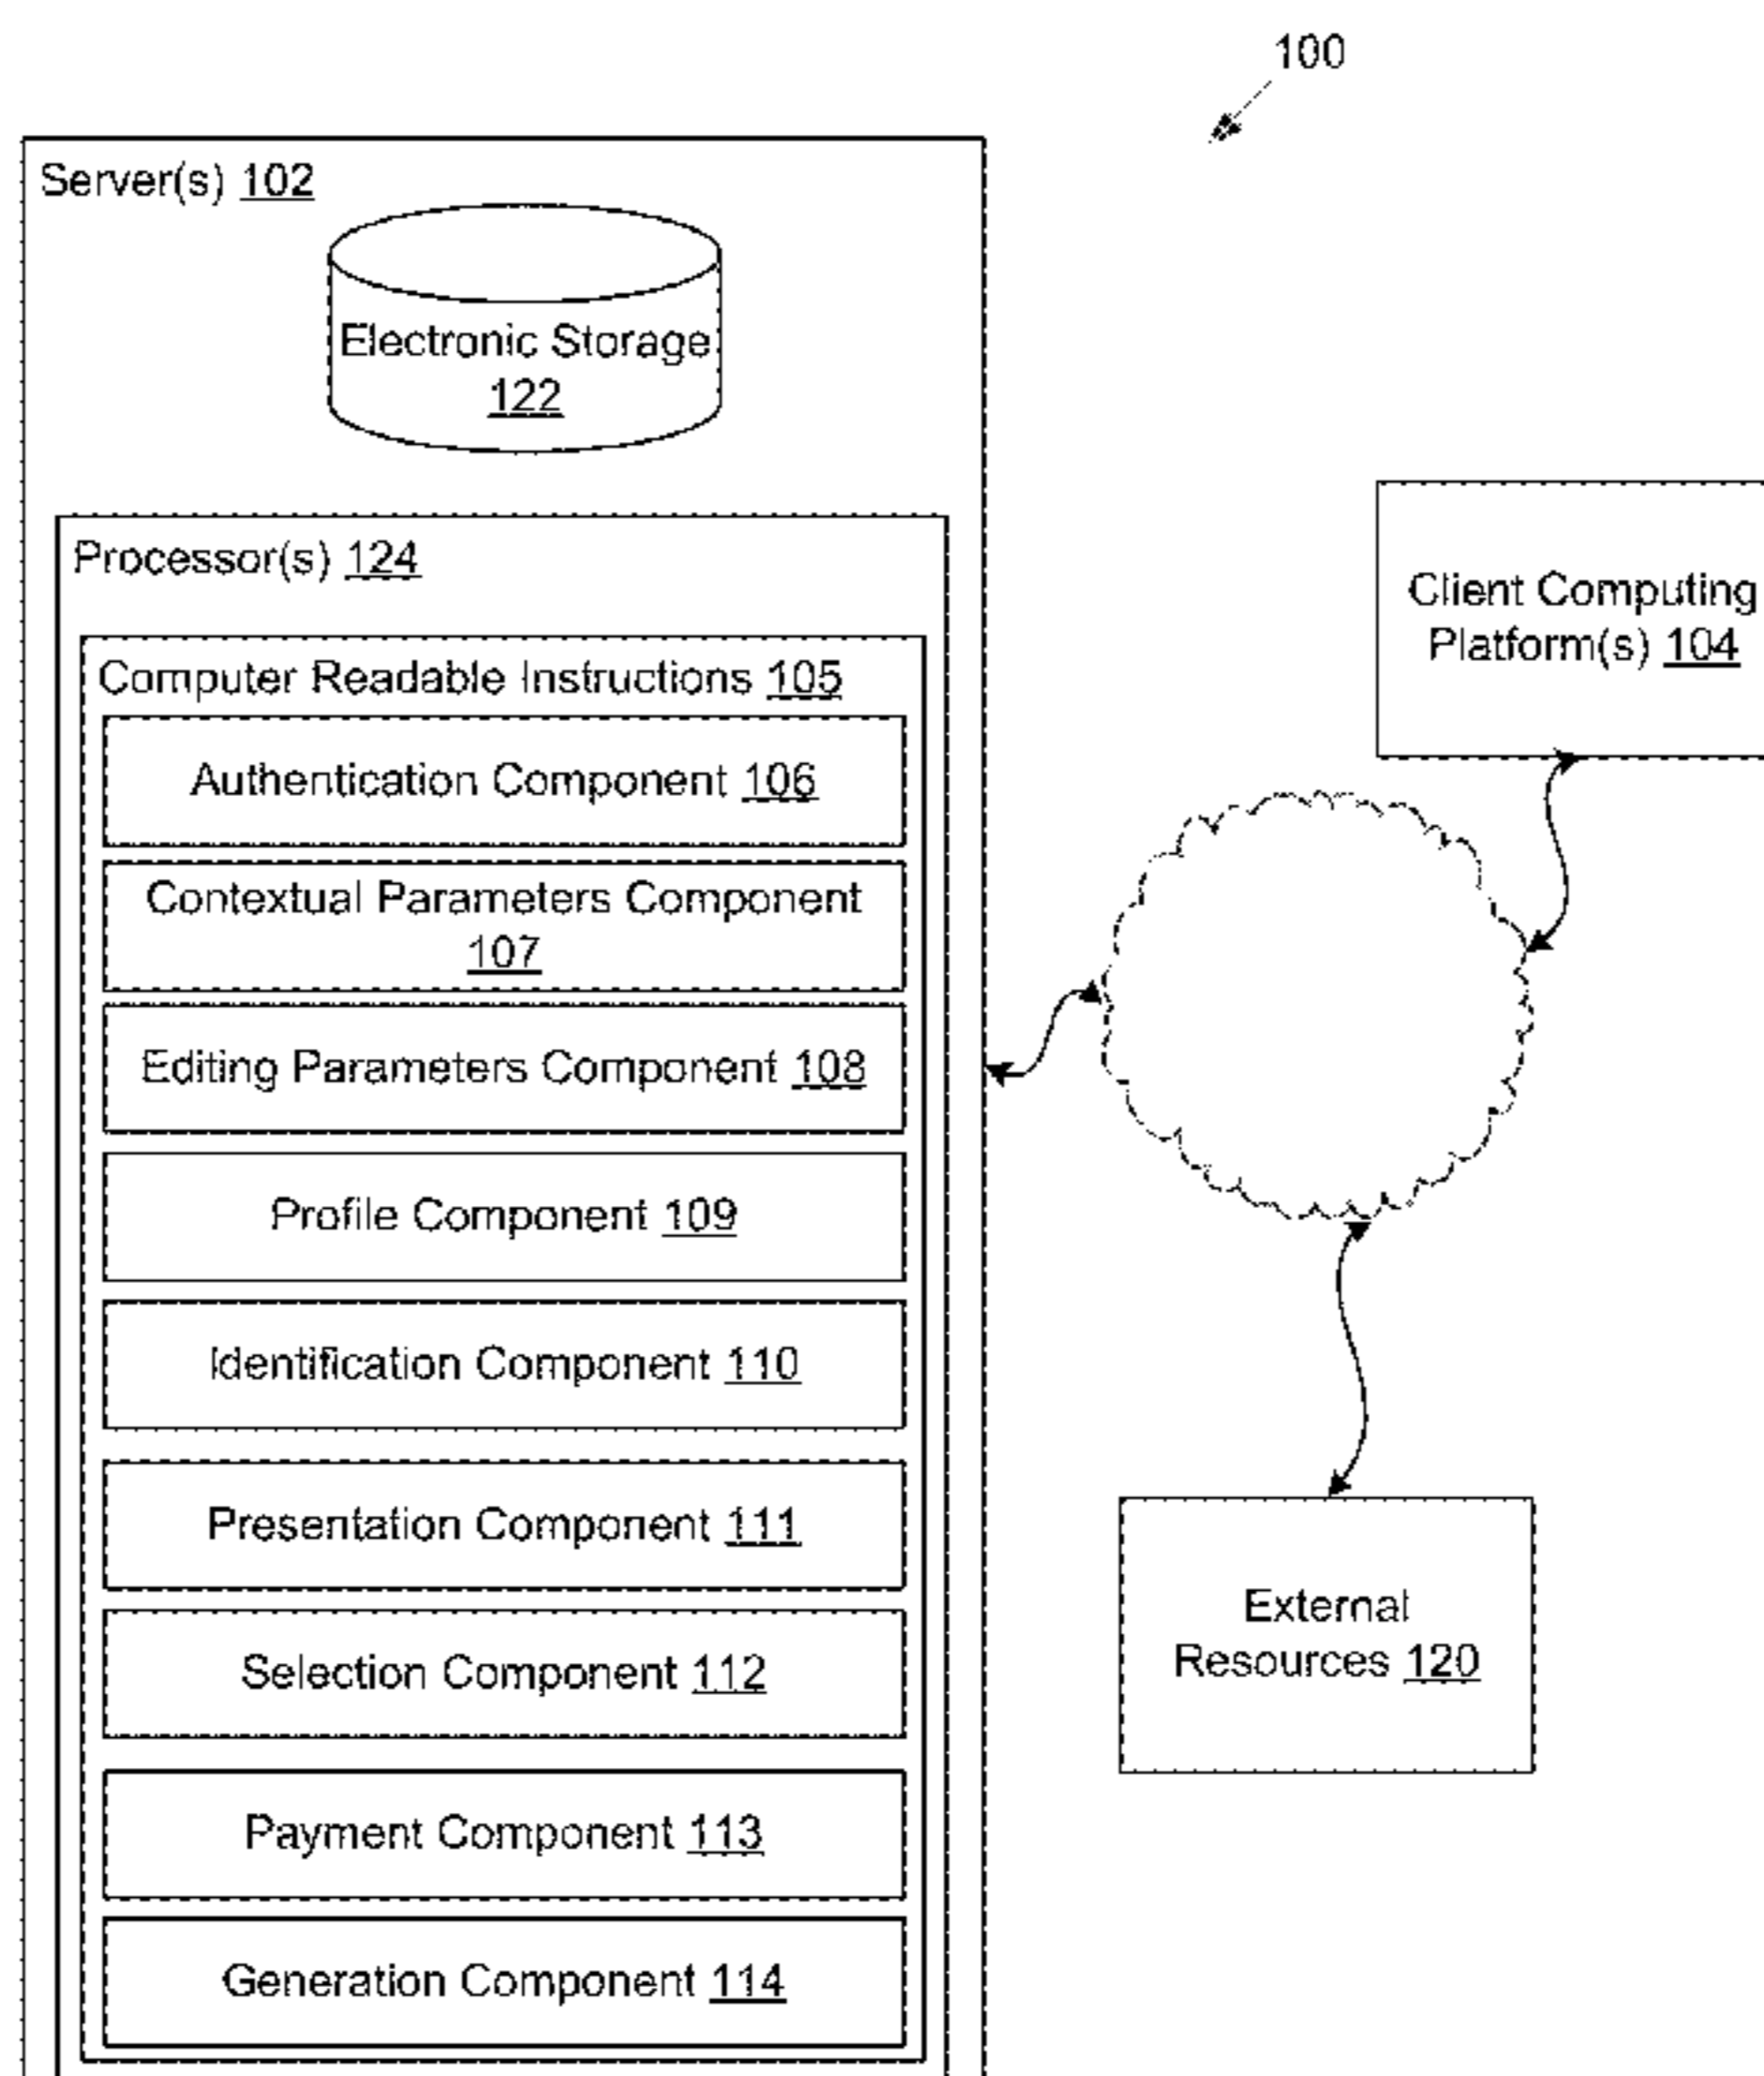 100
Server(s) 102
Electronic Storage
122
Processor(s) 124
Computer Readable Instructions 105
Authentication Component 106
Contextual Parameters Component
107
Editing Parameters Component 108
Profile Component 109
Identification Component 110
Presentation Component 111
Selection Component 112
Payment Component 113
Generation Component 114
Client Computing
Platform(s) 104
External
Resources 120